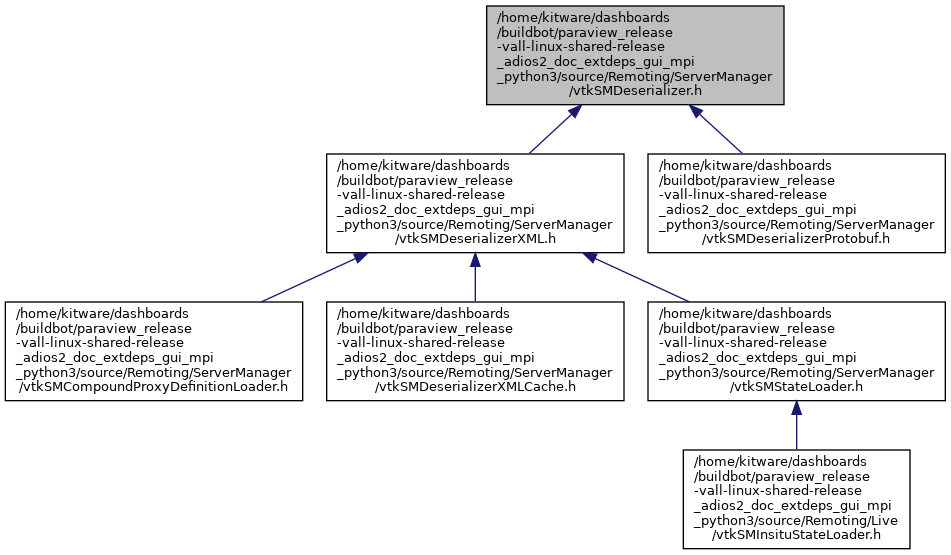 /home/kitware/dashboards
/buildbot/paraview_release
-vall-linux-shared-release
_adios2_doc_extdeps_gui_mpi
_python3/source/Remoting/ServerManager
/vtkSMDeserializer.h
/home/kitware/dashboards
/buildbot/paraview_release
-vall-linux-shared-release
_adios2_doc_extdeps_gui_mpi
_python3/source/Remoting/ServerManager
/vtkSMDeserializerXML.h
/home/kitware/dashboards
/buildbot/paraview_release
-vall-linux-shared-release
_adios2_doc_extdeps_gui_mpi
_python3/source/Remoting/ServerManager
/vtkSMDeserializerProtobuf.h
/home/kitware/dashboards
/buildbot/paraview_release
-vall-linux-shared-release
_adios2_doc_extdeps_gui_mpi
_python3/source/Remoting/ServerManager
/vtkSMCompoundProxyDefinitionLoader.h
/home/kitware/dashboards
/buildbot/paraview_release
-vall-linux-shared-release
_adios2_doc_extdeps_gui_mpi
_python3/source/Remoting/ServerManager
/vtkSMDeserializerXMLCache.h
/home/kitware/dashboards
/buildbot/paraview_release
-vall-linux-shared-release
_adios2_doc_extdeps_gui_mpi
_python3/source/Remoting/ServerManager
/vtkSMStateLoader.h
/home/kitware/dashboards
/buildbot/paraview_release
-vall-linux-shared-release
_adios2_doc_extdeps_gui_mpi
_python3/source/Remoting/Live
/vtkSMInsituStateLoader.h